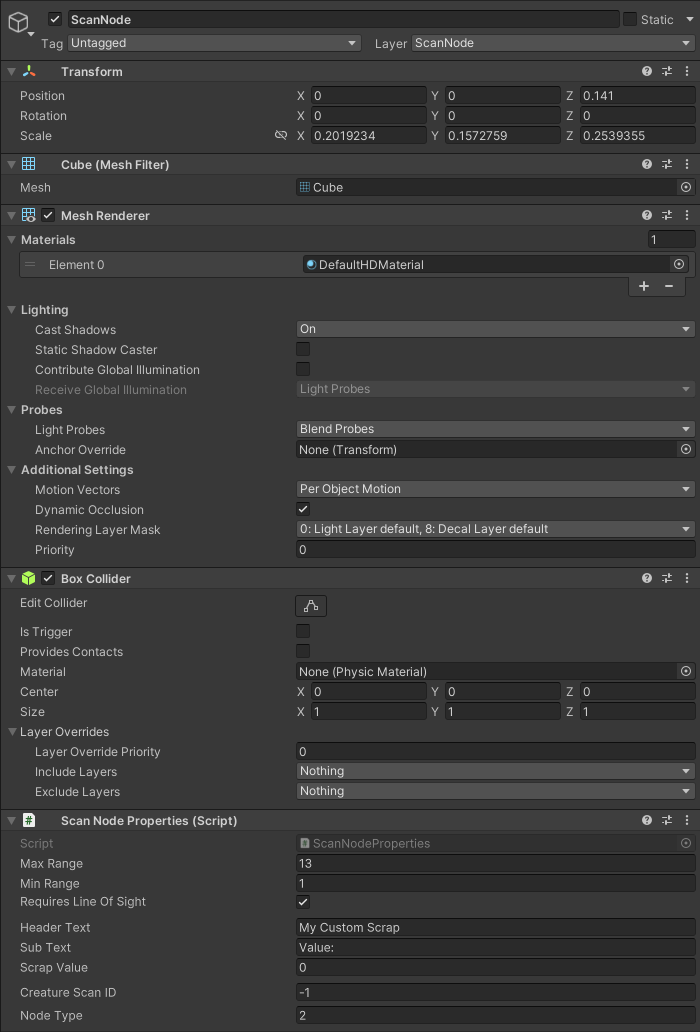 ScanNode Static
Tag Untagged Layer ScanNode
Transform
Position X 0 Y 0 Z 0.141
Rotation X 0 Y 0 Z 0
Scale X 0.2019234 Y 0.1572759 Z 0.2539355
Cube (Mesh Filter)
Mesh Cube
Mesh Renderer
Materials 1
Element 0 DefaultHDMaterial
Lighting
Cast Shadows On
Static Shadow Caster
Contribute Global Illumination
Receive Global Illumination Light Probes
Probes
Light Probes Blend Probes
Anchor Override None (Transform)
Additional Settings
Motion Vectors Per Object Motion
Dynamic Occlusion
Rendering Layer Mask 0: Light Layer default, 8: Decal Layer default
Priority 0
Box Collider
Edit Collider
Is Trigger
Provides Contacts
Material None (Physic Material)
Center X 0 Y 0 Z 0
Size X 1 Y 1 Z 1
Layer Overrides
Layer Override Priority 0
Include Layers Nothing
Exclude Layers Nothing
# Scan Node Properties (Script)
Script ScanNodeProperties
Max Range 13
Min Range 1
Requires Line Of Sight
Header Text My Custom Scrap
Sub Text Value:
Scrap Value 0
Creature Scan ID -1
Node Type 2